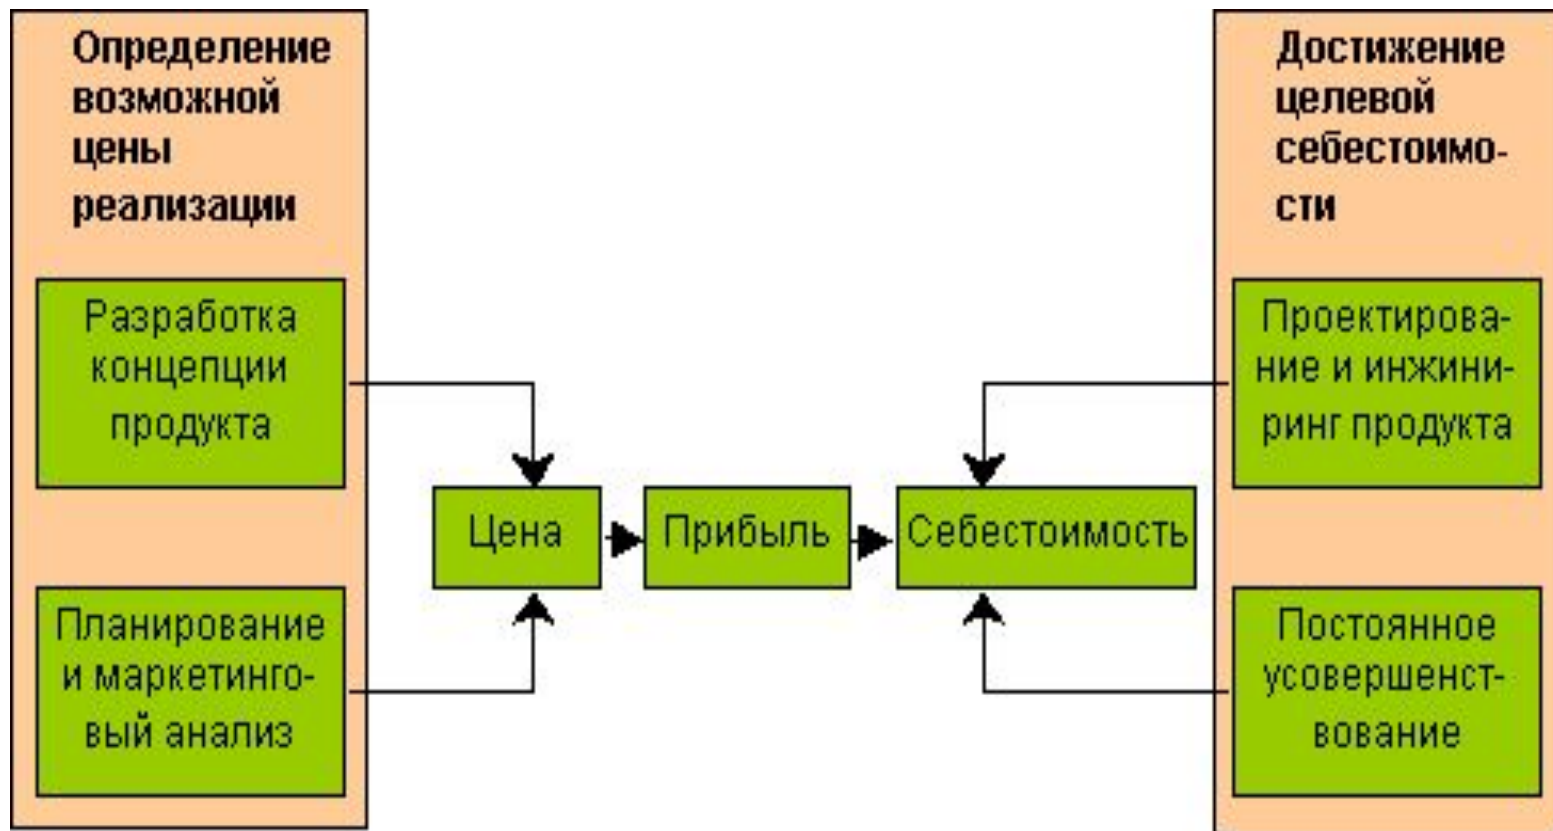 Определение
возможной
цены
реализации
Разработка
концепции
продукта
Планирование
и маркетинго-
вый анализ
Цена
Прибыль
Себестоимость
Достижение
целевой
себестоимо-
сти
Проектирова-
ние и инжини-
ринг продукта
Постоянное
усовершенст-
вование